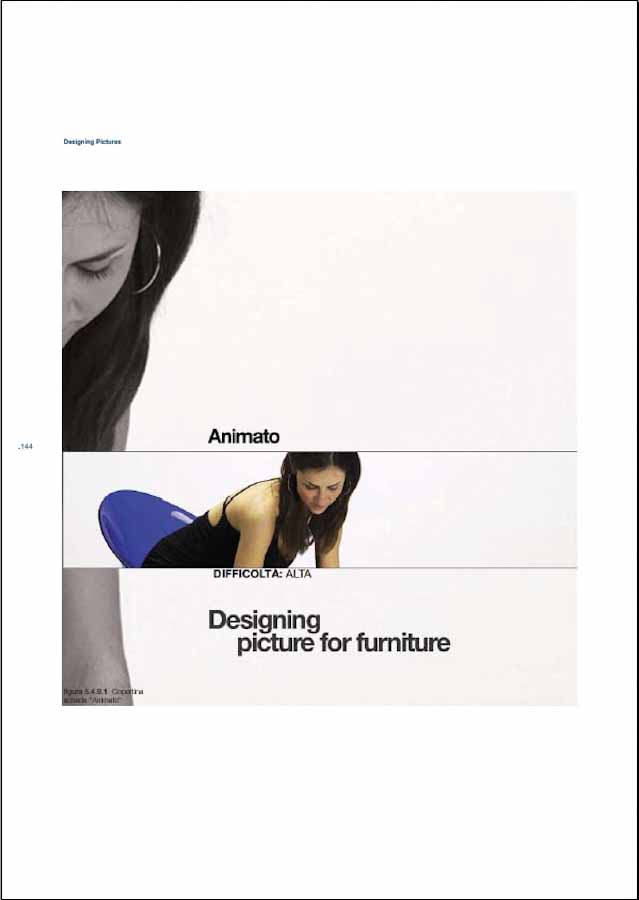 Designing Pictures
Animato
.144
DIFFICOLTÀ: ALTA
Designing
picture for furniture
figura 5.4.9.1 Copertina
scheda "Animato"